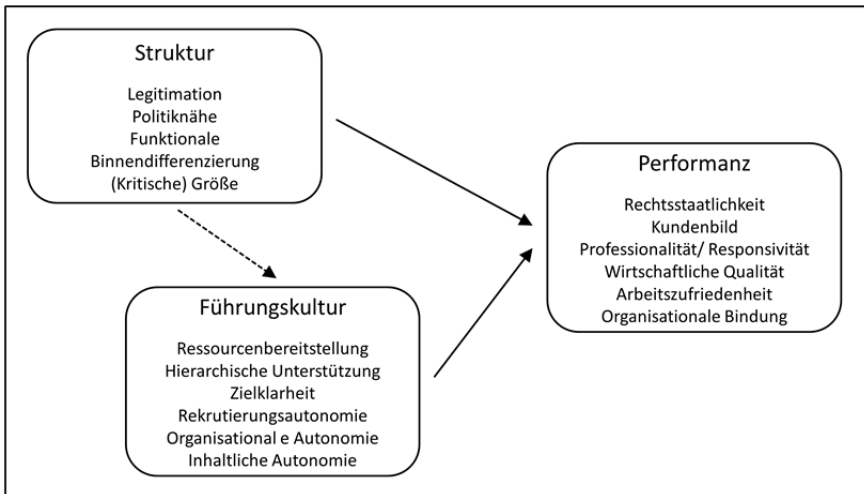 Struktur
Legitimation
Politiknähe
Funktionale
Binnendifferenzierung
(Kritische) Größe
Führungskultur
Ressourcenbereitstellung
Hierarchische Unterstützung
Zielklarheit
Rekrutierungsautonomie
Organisational e Autonomie
Inhaltliche Autonomie
Performanz
Rechtsstaatlichkeit
Kundenbild
Professionalität/ Responsivität
Wirtschaftliche Qualität
Arbeitszufriedenheit
Organisationale Bindung